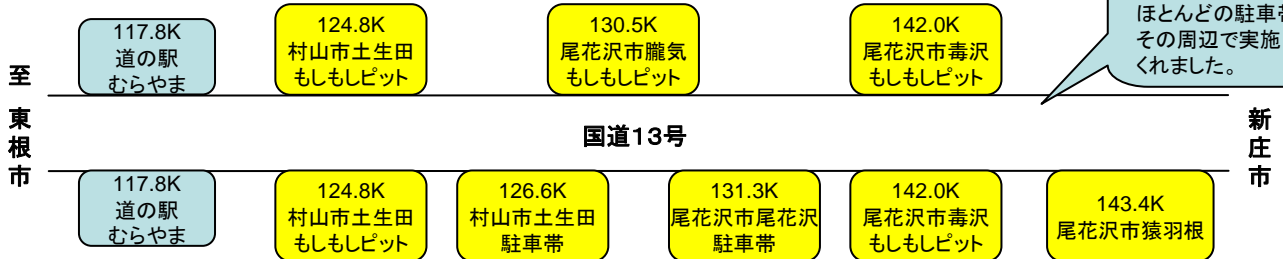 ほとんどの駐車帯
その周辺で実施
くれました。
117.8K
道の駅
むらやま
124.8K
村山市土生田
もしもしピット
130.5K
尾花沢市朧気
もしもしピット
142.0K
尾花沢市毒沢
もしもしピット
至東根市
国道13号
新庄市
117.8K
道の駅
むらやま
124.8K
村山市土生田
もしもしピット
126.6K
村山市土生田
駐車帯
131.3K
尾花沢市尾花沢
駐車帯
142.0K
尾花沢市毒沢
もしもしピット
143.4K
尾花沢市猿羽根